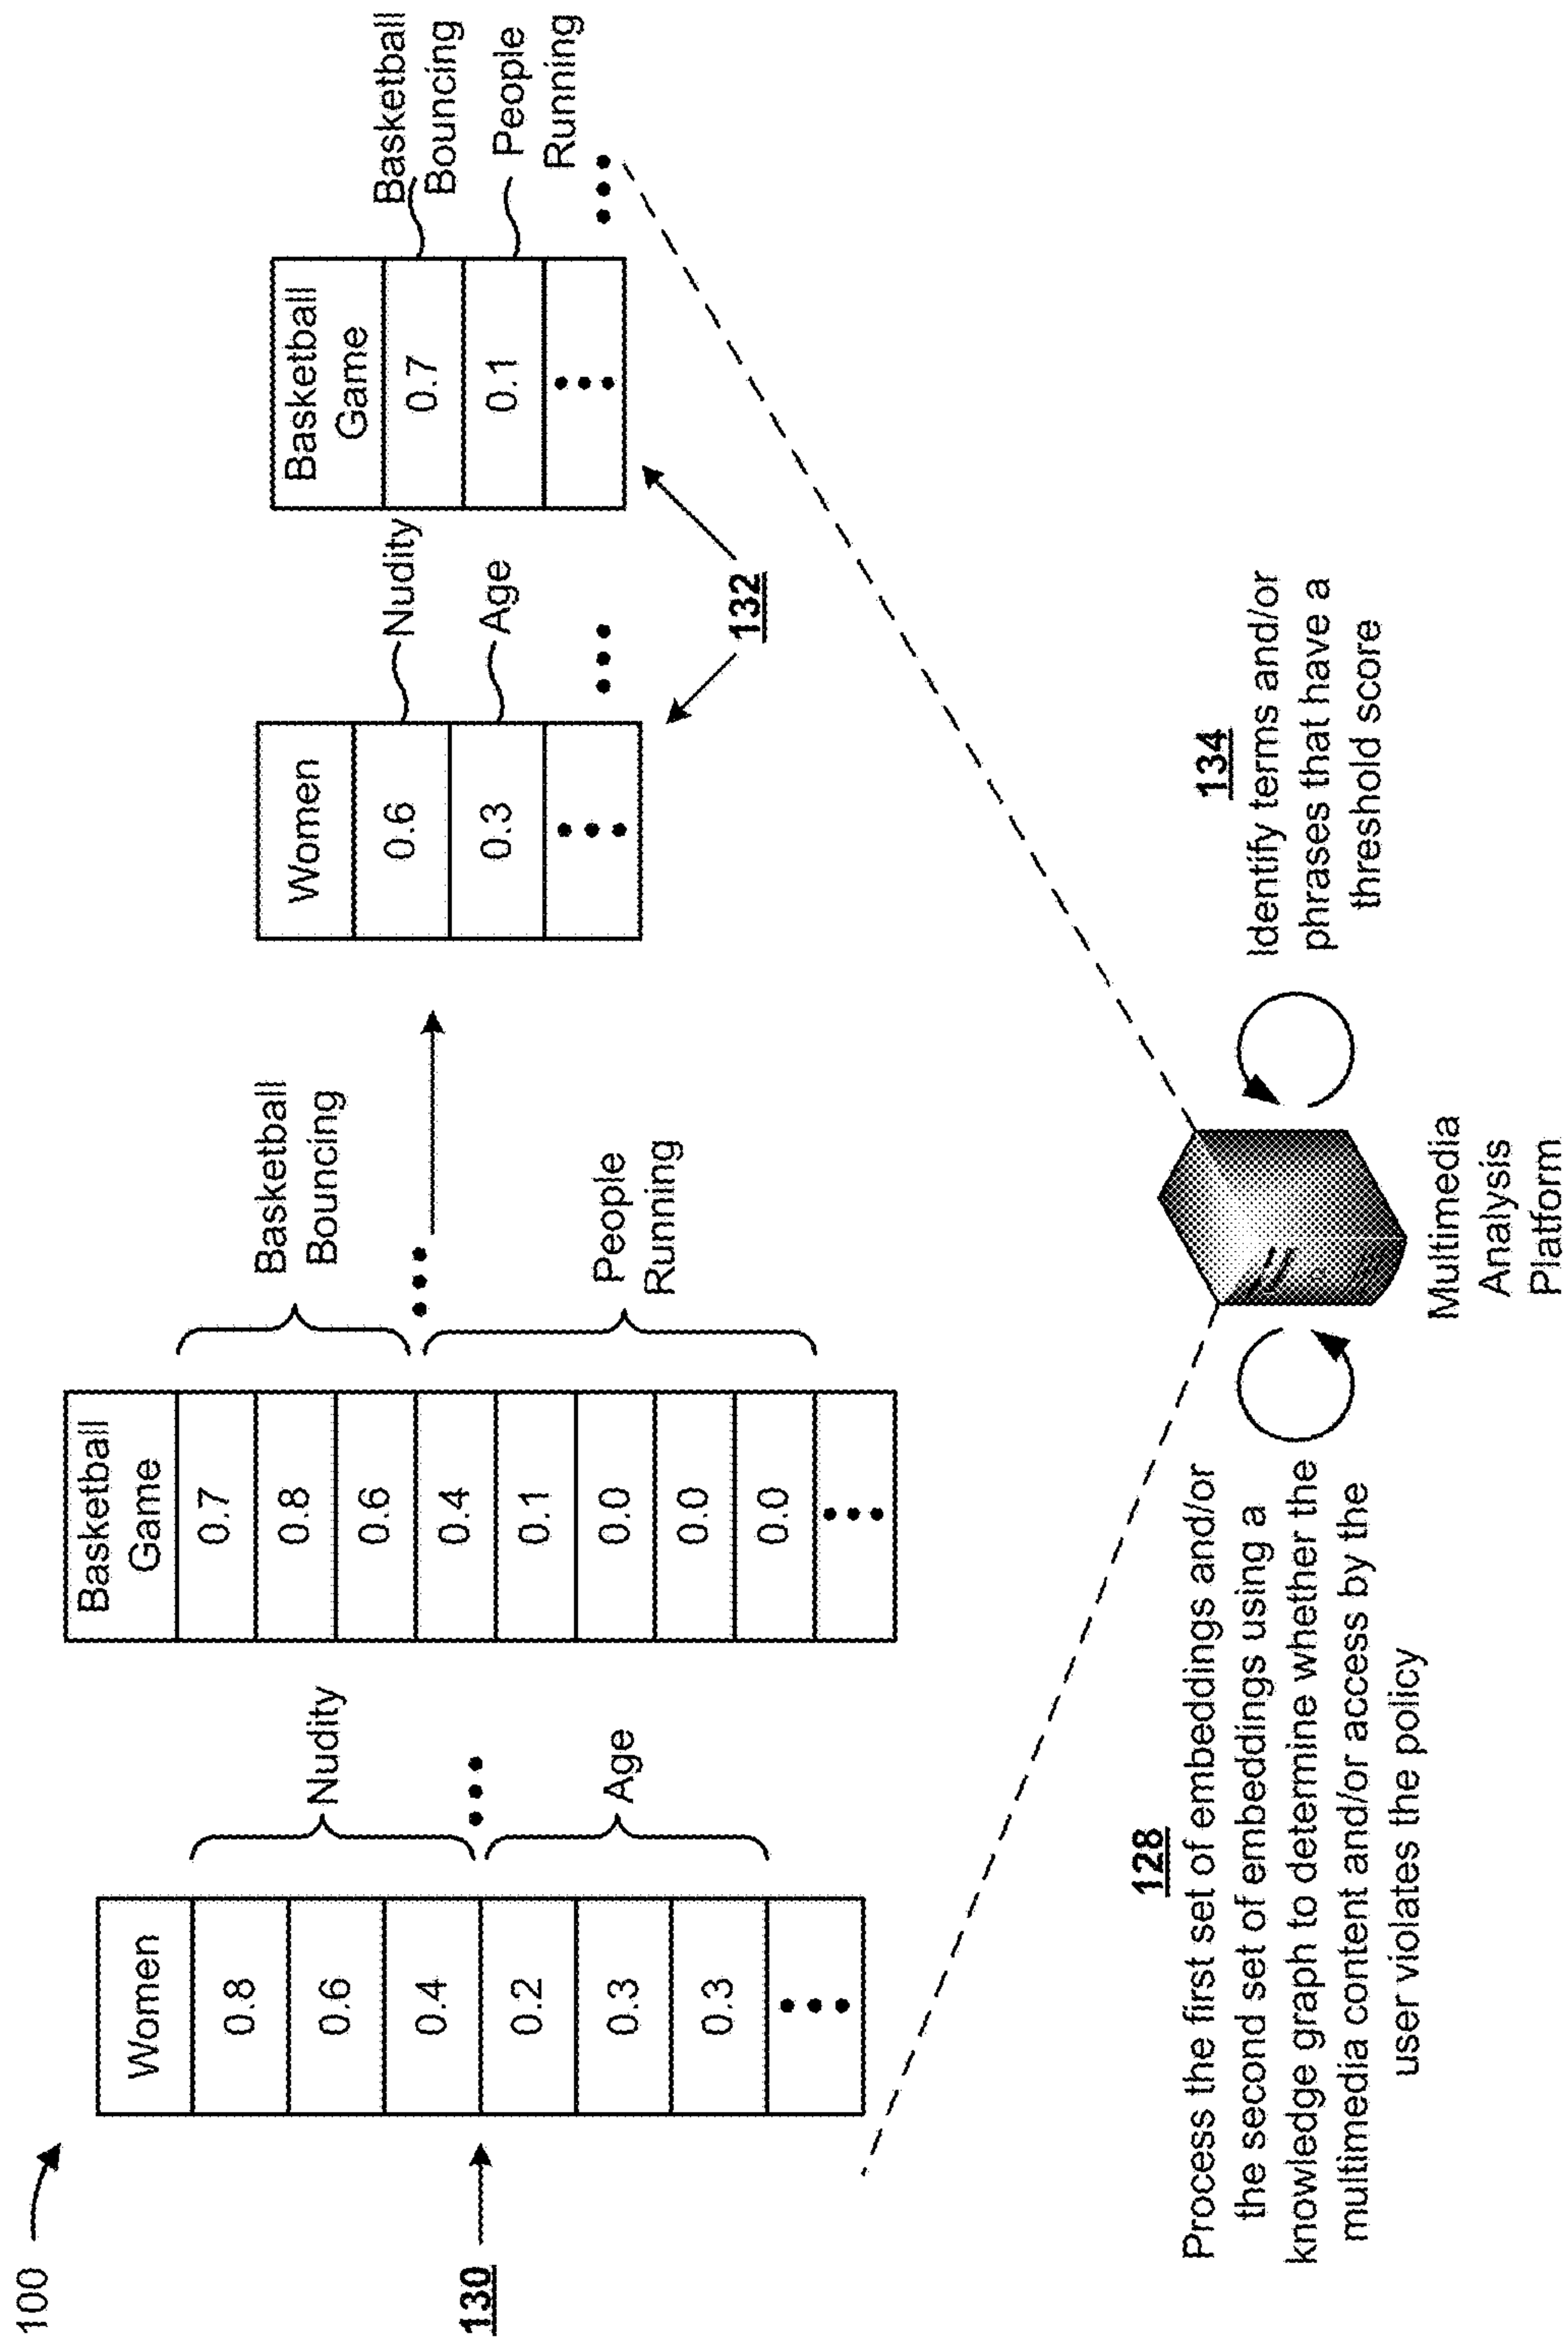 100
130
Women
0.8
0.6
0.4
0.2
0.3
0.3
Nudity
Age
Basketball
Game
0.7
0.8
0.6
0.4
0.1
0.0
0.0
0.0
Basketball
Bouncing
People
Running
Women
0.6
0.3
Nudity
Age
Basketball
Game
0.7
0.1
Basketball
Bouncing
People
Running
132
128
Process the first set of embeddings and/or
the second set of embeddings using a
knowledge graph to determine whether the
multimedia content and/or access by the
user violates the policy
Multimedia
Analysis
Platform
134
Identify terms and/or
phrases that have a
threshold score